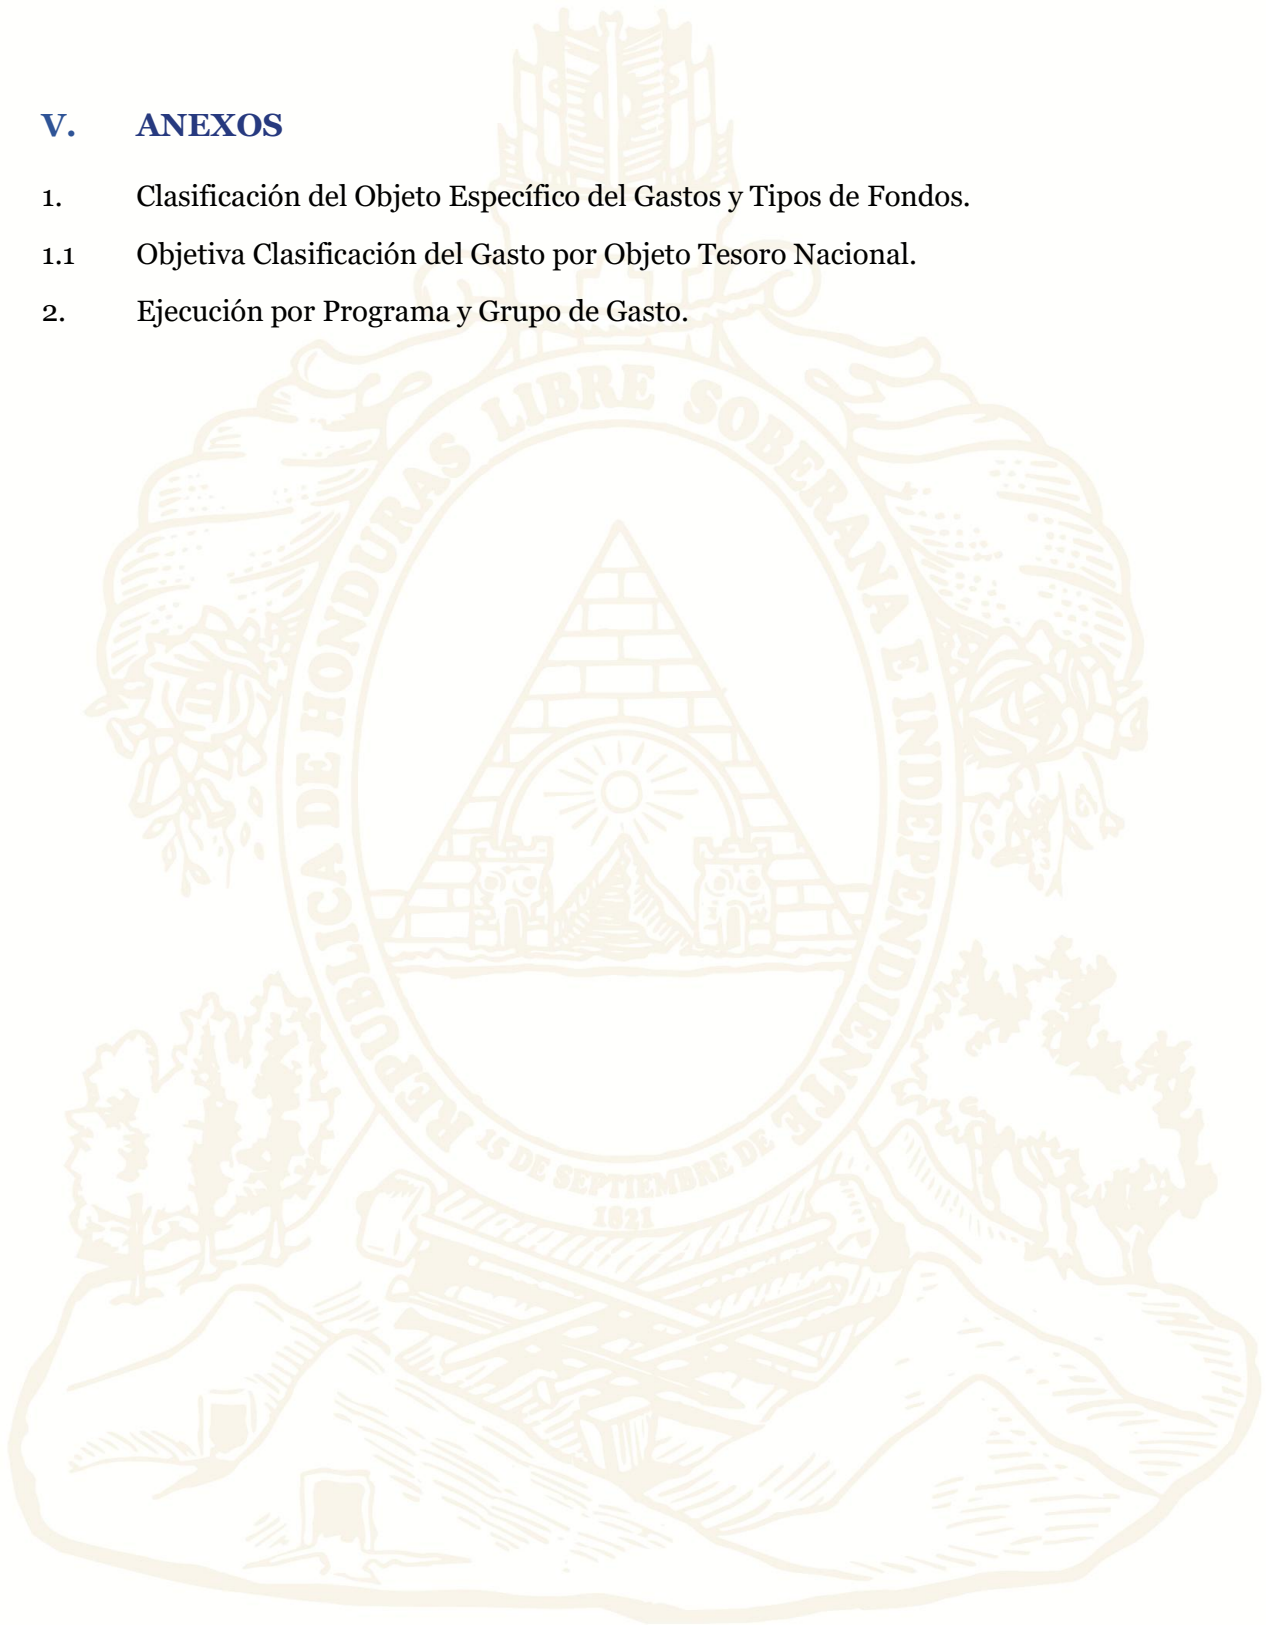 V. ANEXOS
1. Clasificación del Objeto Específico del Gastos y Tipos de Fondos.
1.1 Objetiva Clasificación del Gasto por Objeto Tesoro Nacional.
2. Ejecución por Programa y Grupo de Gasto.
REPUBLICA DE HONDURAS LIBRE SOBERANA E INDEPENDIENTE
15 DE SEPTIEMBRE DE
1821